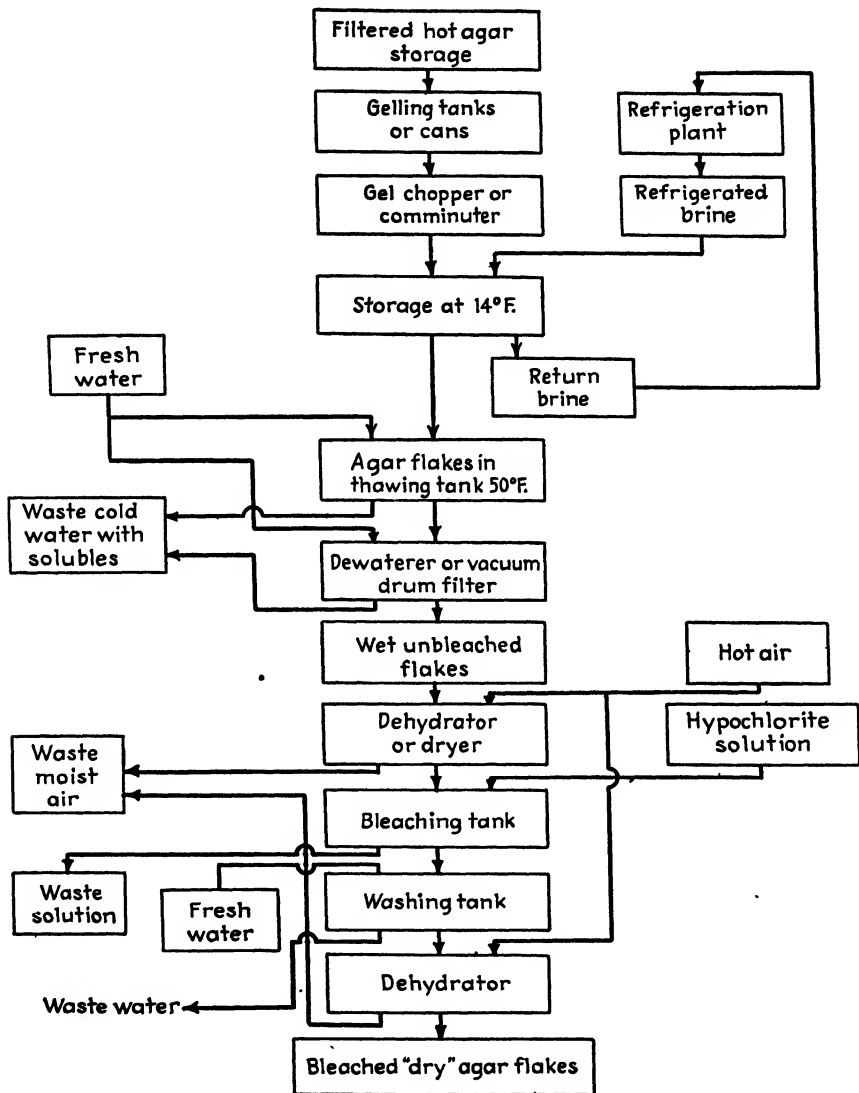 Filtered hot agar
storage
Gelling tanks
or cans
Refrigeration
plant
Gel chopper or
comminuter
Refrigerated
brine
Storage at 14°F.
Fresh
water
Return
brine
Agar flakes in
thawing tank 50°F.
Waste cold
water with
solubles
Dewaterer or vacuum
drum filter
Wet unbleached
flakes
Hot air
Dehydrator
or dryer
Hypochlorite
solution
Waste
moist
air
Bleaching tank
Waste
solution
Fresh
water
Washing tank
Dehydrator
Waste water
Bleached "dry" agar flakes